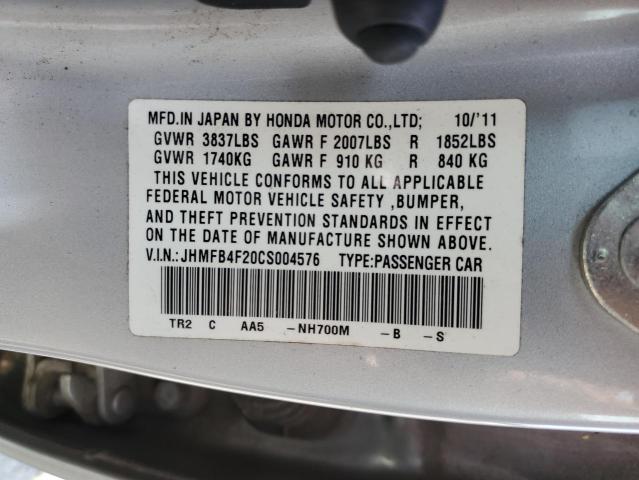 MFD.IN JAPAN BY HONDA MOTOR CO.,LTD; 10/'11
GVWR 3837LBS GAWR F 2007LBS R 1852LBS
GVWR 1740KG GAWR F 910 KG R 840 KG
THIS VEHICLE CONFORMS TO ALL APPLICABLE
FEDERAL MOTOR VEHICLE SAFETY ,BUMPER,
AND THEFT PREVENTION STANDARDS IN EFFECT
ON THE DATE OF MANUFACTURE SHOWN ABOVE.
V.I.N.:JHMFB4F20CS004576 TYPE:PASSENGER CAR
TR2 C AA5 -NH700M -B -S